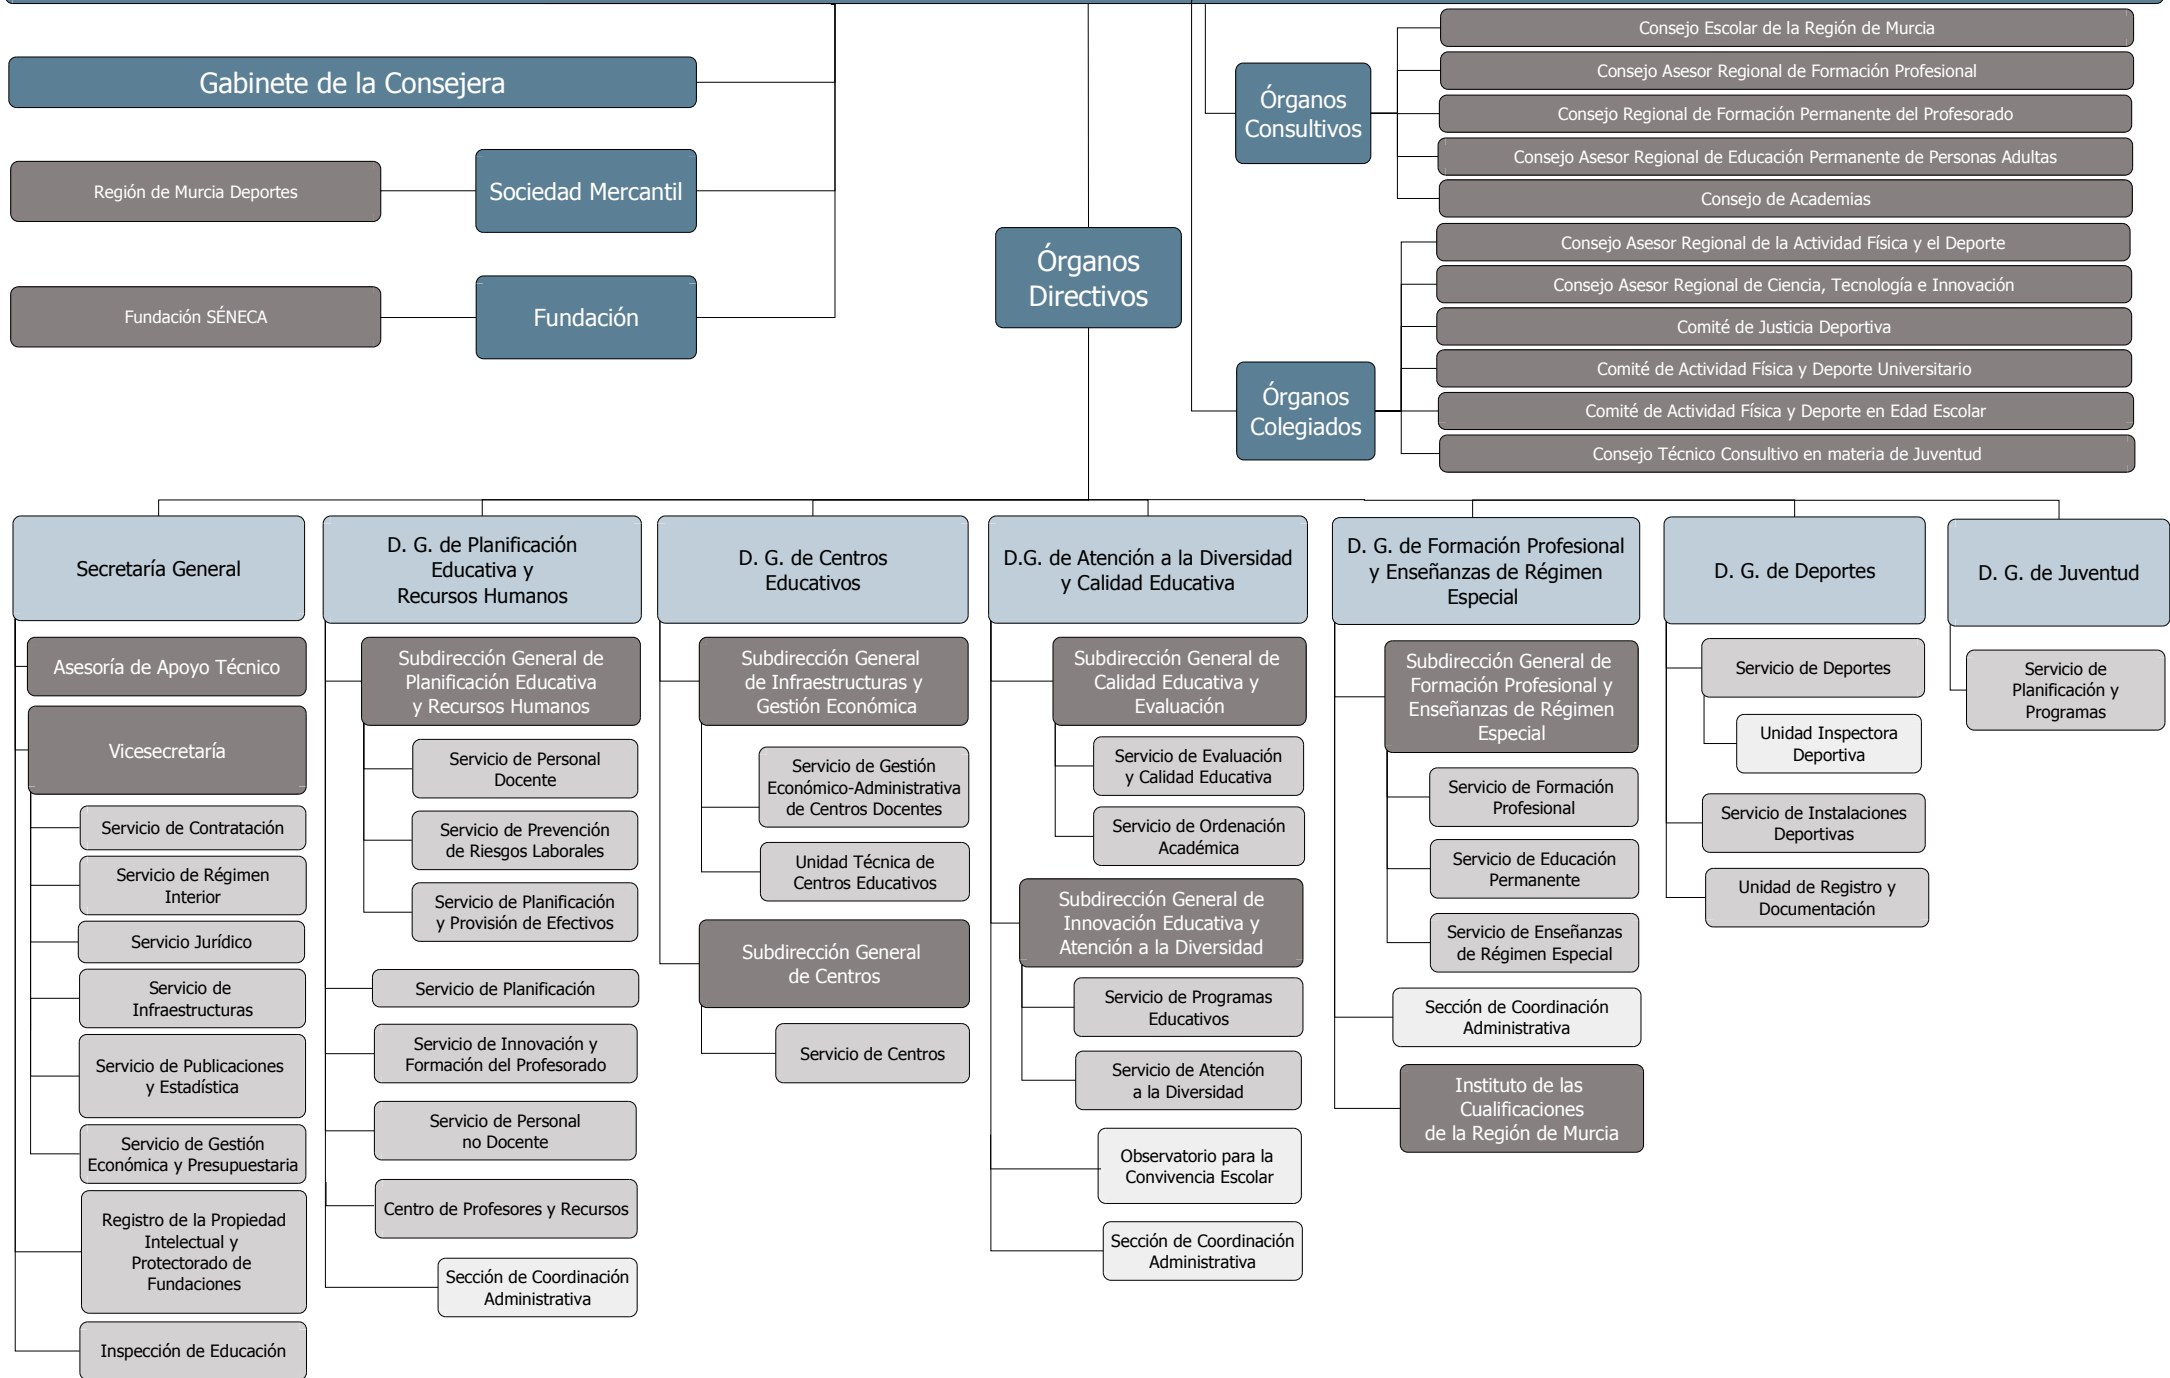 Gabinete de la Consejera
Región de Murcia Deportes
Sociedad Mercantil
Fundación SÉNECA
Fundación
Órganos
Directivos
Órganos
Consultivos
Consejo Escolar de la Región de Murcia
Consejo Asesor Regional de Formación Profesional
Consejo Regional de Formación Permanente del Profesorado
Consejo Asesor Regional de Educación Permanente de Personas Adultas
Consejo de Academias
Órganos
Colegiados
Consejo Asesor Regional de la Actividad Física y el Deporte
Consejo Asesor Regional de Ciencia, Tecnología e Innovación
Comité de Justicia Deportiva
Comité de Actividad Física y Deporte Universitario
Comité de Actividad Física y Deporte en Edad Escolar
Consejo Técnico Consultivo en materia de Juventud
Secretaría General
Asesoría de Apoyo Técnico
Vicesecretaría
Servicio de Contratación
Servicio de Régimen
Interior
Servicio Jurídico
Servicio de
Infraestructuras
Servicio de Publicaciones
y Estadística
Servicio de Gestión
Económica y Presupuestaria
Registro de la Propiedad
Intelectual y
Protectorado de
Fundaciones
Inspección de Educación
D. G. de Planificación
Educativa y
Recursos Humanos
Subdirección General de
Planificación Educativa
y Recursos Humanos
Servicio de Personal
Docente
Servicio de Prevención
de Riesgos Laborales
Servicio de Planificación
y Provisión de Efectivos
Servicio de Planificación
Servicio de Innovación y
Formación del Profesorado
Servicio de Personal
no Docente
Centro de Profesores y Recursos
Sección de Coordinación
Administrativa
D. G. de Centros
Educativos
Subdirección General
de Infraestructuras y
Gestión Económica
Servicio de Gestión
Económico-Administrativa
de Centros Docentes
Unidad Técnica de
Centros Educativos
Subdirección General
de Centros
Servicio de Centros
D.G. de Atención a la Diversidad
y Calidad Educativa
Subdirección General de
Calidad Educativa y
Evaluación
Servicio de Evaluación
y Calidad Educativa
Servicio de Ordenación
Académica
Subdirección General de
Innovación Educativa y
Atención a la Diversidad
Servicio de Programas
Educativos
Servicio de Atención
a la Diversidad
Observatorio para la
Convivencia Escolar
Sección de Coordinación
Administrativa
D. G. de Formación Profesional
y Enseñanzas de Régimen
Especial
Subdirección General de
Formación Profesional y
Enseñanzas de Régimen
Especial
Servicio de Formación
Profesional
Servicio de Educación
Permanente
Servicio de Enseñanzas
de Régimen Especial
Sección de Coordinación
Administrativa
Instituto de las
Cualificaciones
de la Región de Murcia
D. G. de Deportes
Servicio de Deportes
Unidad Inspectora
Deportiva
Servicio de Instalaciones
Deportivas
Unidad de Registro y
Documentación
D. G. de Juventud
Servicio de
Planificación y
Programas